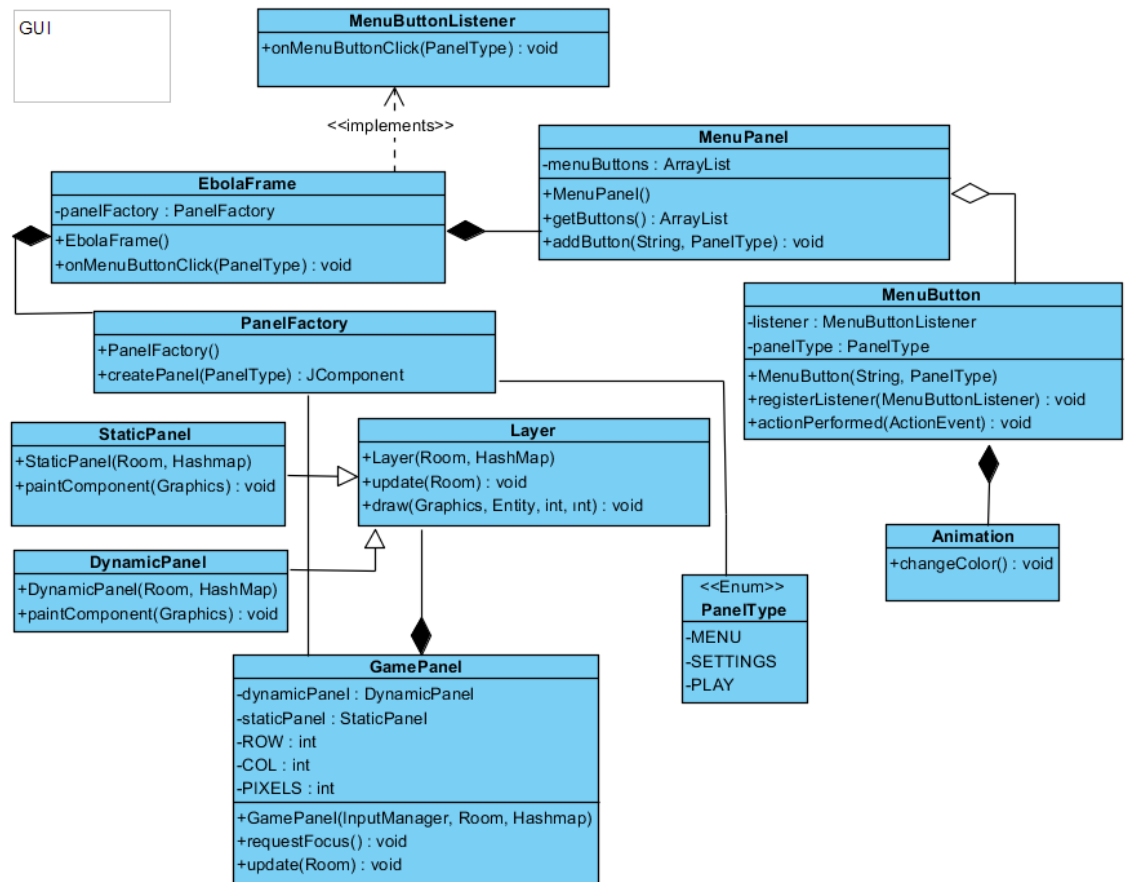 GUI
MenuButtonListener
+onMenuButtonClick(PanelType) : void
<<implements>>
MenuPanel
-menuButtons : ArrayList
+MenuPanel()
+getButtons() : ArrayList
+addButton(String, PanelType) : void
EbolaFrame
-panelFactory : PanelFactory
+EbolaFrame()
+onMenuButtonClick(PanelType) : void
MenuButton
-listener : MenuButtonListener
-panelType : PanelType
+MenuButton(String, PanelType)
+registerListener(MenuButtonListener) : void
+actionPerformed(ActionEvent) : void
PanelFactory
+PanelFactory()
+createPanel(PanelType) : JComponent
StaticPanel
+StaticPanel(Room, Hashmap)
+paintComponent(Graphics) : void
Layer
+Layer(Room, HashMap)
+update(Room) : void
+draw(Graphics, Entity, int, int) : void
Animation
+changeColor() : void
DynamicPanel
+DynamicPanel(Room, HashMap)
+paintComponent(Graphics) : void
<<Enum>>
PanelType
-MENU
-SETTINGS
-PLAY
GamePanel
-dynamicPanel : DynamicPanel
-staticPanel : StaticPanel
-ROW : int
-COL : int
-PIXELS : int
+GamePanel(InputManager, Room, Hashmap)
+requestFocus() : void
+update(Room) : void